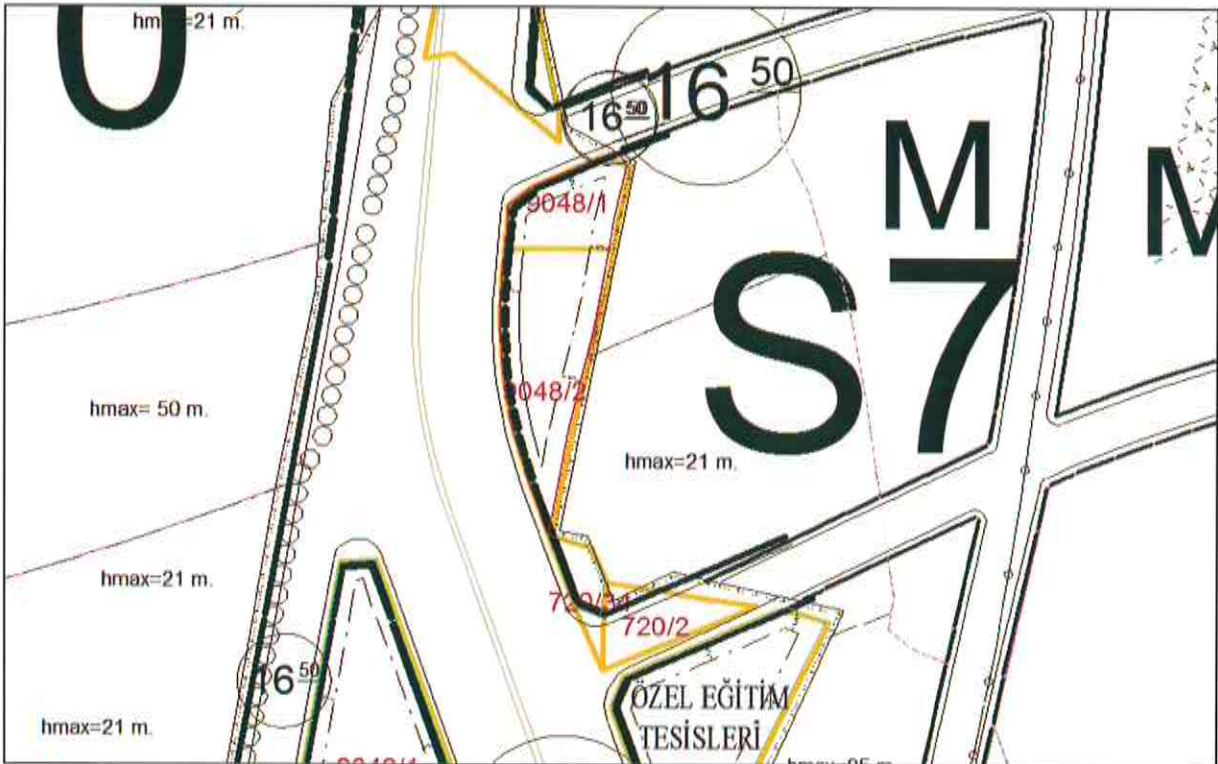 hmax=21 m.
16 50
16 50
M
9048/1
S7
9048/2
hmax= 50 m.
hmax=21 m.
hmax=21 m.
720/2
16 50
ÖZEL EĞİTİM
TESİSLERİ
hmax=21 m.